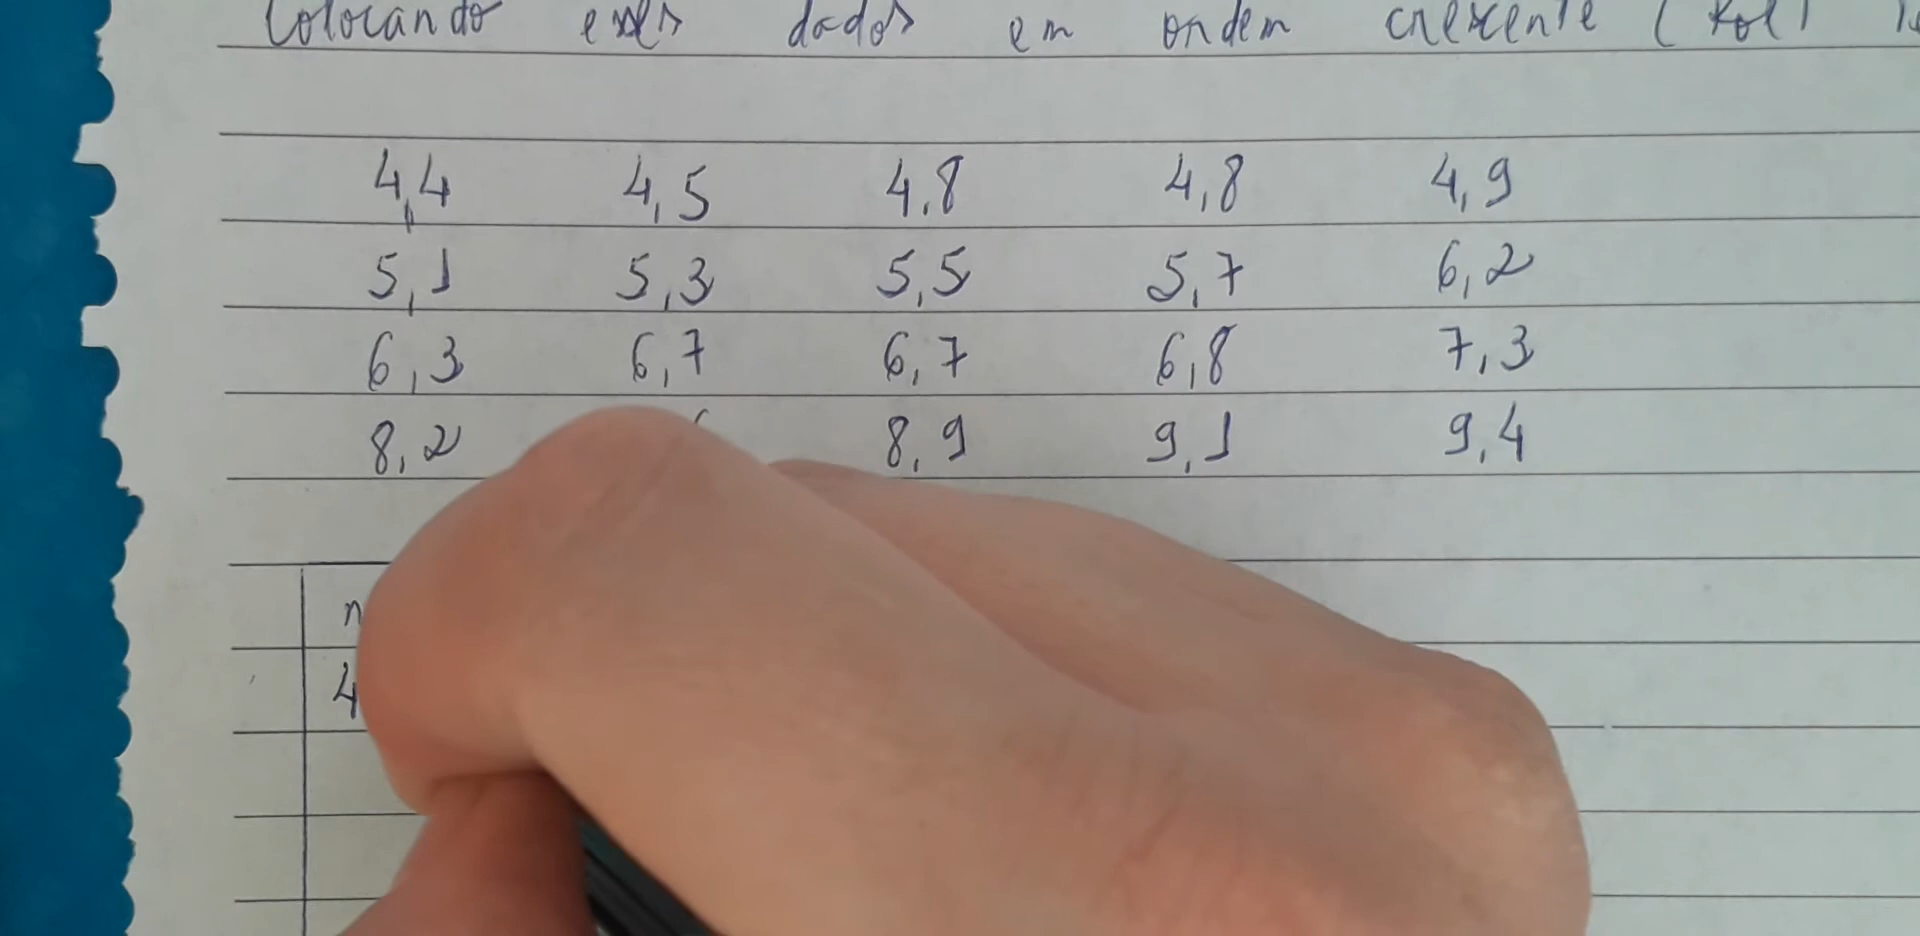 Colocando esses dados em ordem crescente (Rol)
4,4 4,5 4,8 4,8 4,9
5,1 5,3 5,5 5,7 6,2
6,3 6,7 6,7 6,8 7,3
8,2 8,9 9,1 9,4
n
4